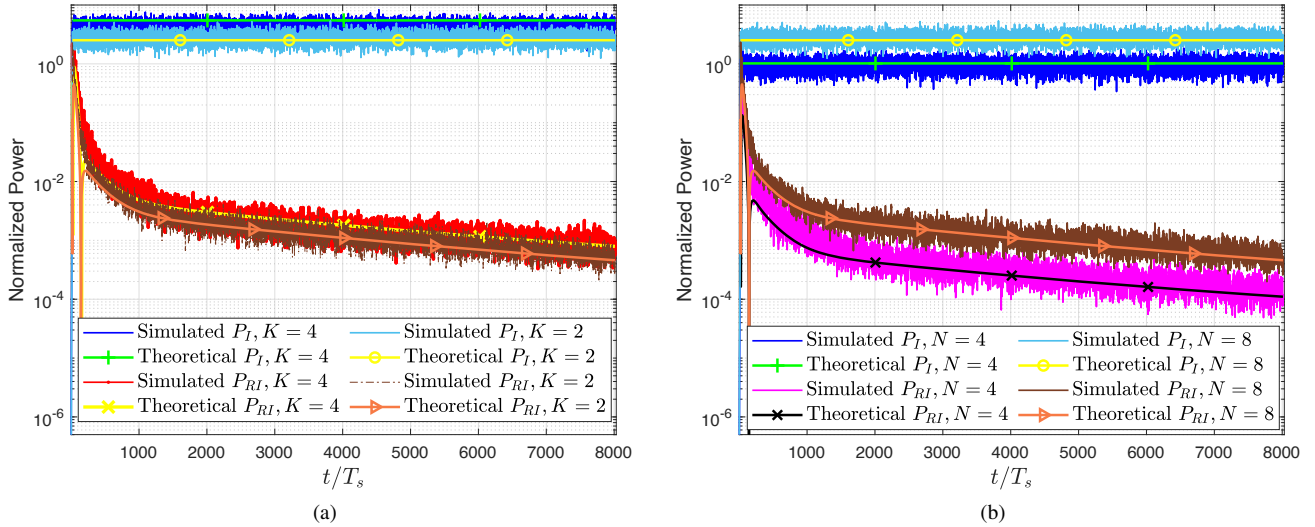 Normalized Power
10^0
10^-2
10^-4
10^-6
Simulated P_I, K = 4
Simulated P_I, K = 2
Theoretical P_I, K = 4
Theoretical P_I, K = 2
Simulated P_RI, K = 4
Simulated P_RI, K = 2
Theoretical P_RI, K = 4
Theoretical P_RI, K = 2
1000 2000 3000 4000 5000 6000 7000 8000
t/T_s
(a)
Normalized Power
10^0
10^-2
10^-4
10^-6
Simulated P_I, N = 4
Simulated P_I, N = 8
Theoretical P_I, N = 4
Theoretical P_I, N = 8
Simulated P_RI, N = 4
Simulated P_RI, N = 8
Theoretical P_RI, N = 4
Theoretical P_RI, N = 8
1000 2000 3000 4000 5000 6000 7000 8000
t/T_s
(b)